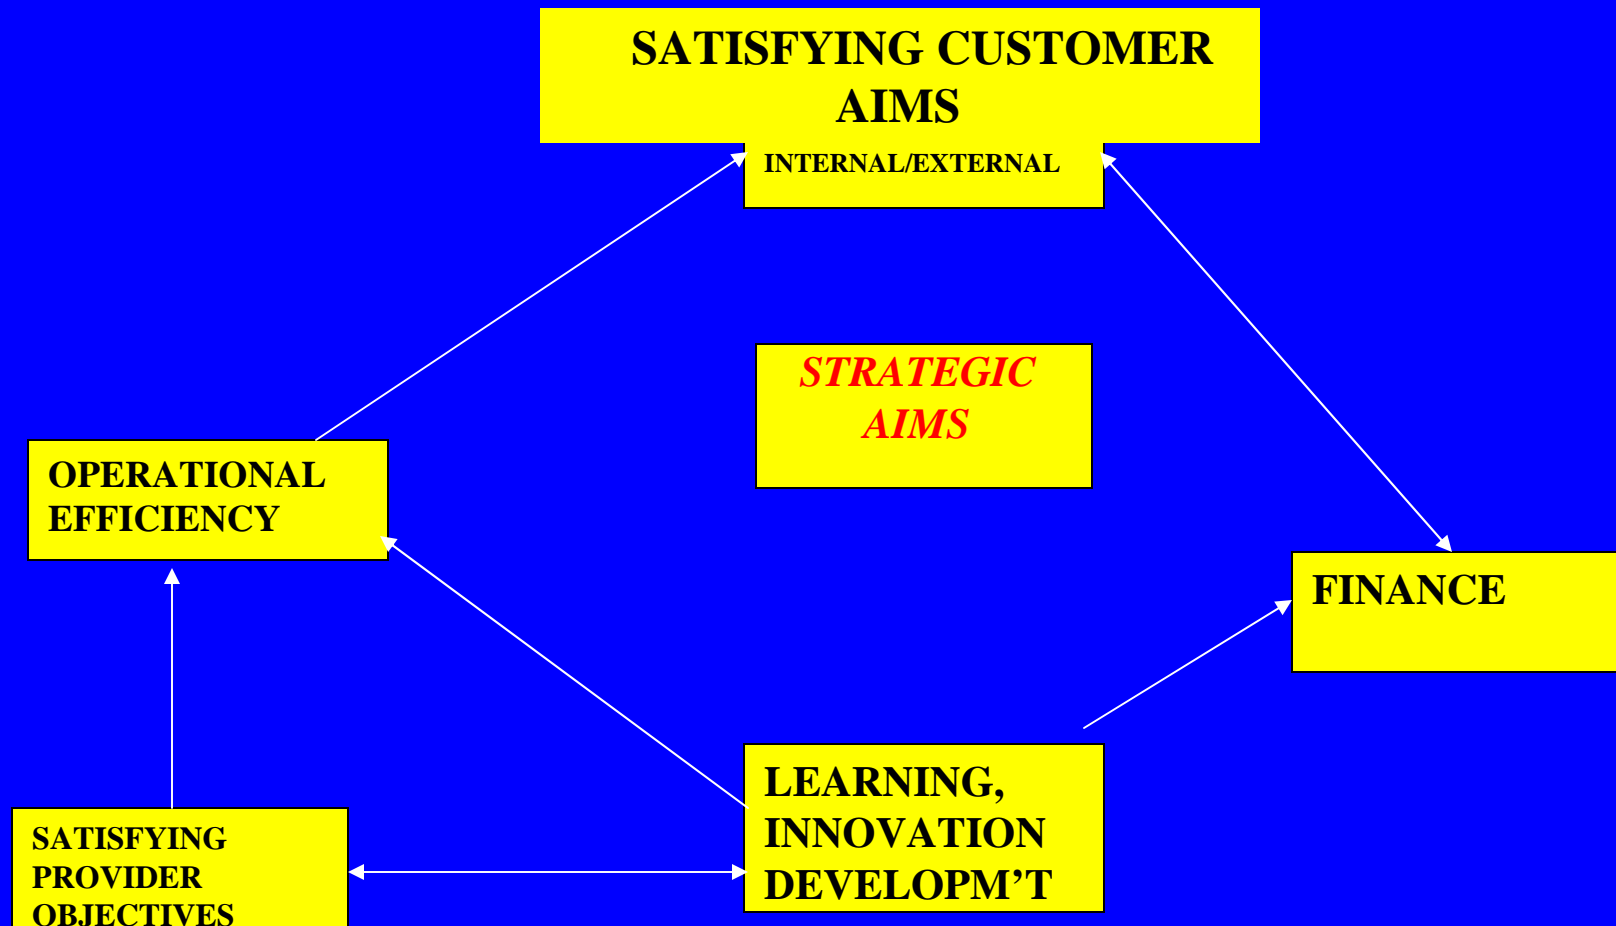 SATISFYING CUSTOMER
AIMS
INTERNAL/EXTERNAL
STRATEGIC
AIMS
OPERATIONAL
EFFICIENCY
FINANCE
LEARNING,
INNOVATION
DEVELOPM’T
SATISFYING
PROVIDER
OBJECTIVES